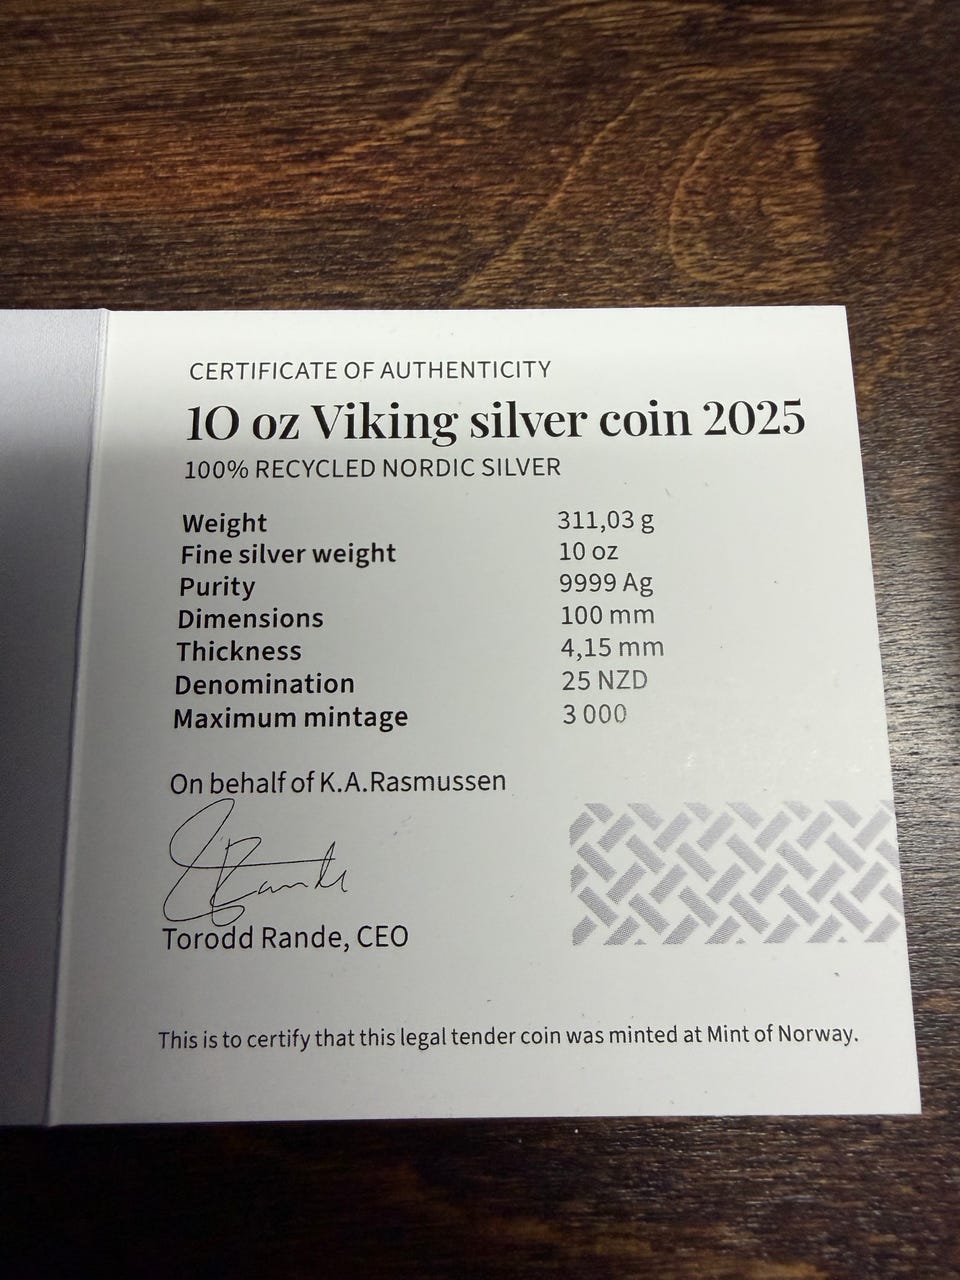 CERTIFICATE OF AUTHENTICITY
10 oz Viking silver coin 2025
100% RECYCLED NORDIC SILVER
Weight 311,03 g
Fine silver weight 10 oz
Purity 9999 Ag
Dimensions 100 mm
Thickness 4,15 mm
Denomination 25 NZD
Maximum mintage 3 000
On behalf of K.A.Rasmussen
Torodd Rande, CEO
This is to certify that this legal tender coin was minted at Mint of Norway.